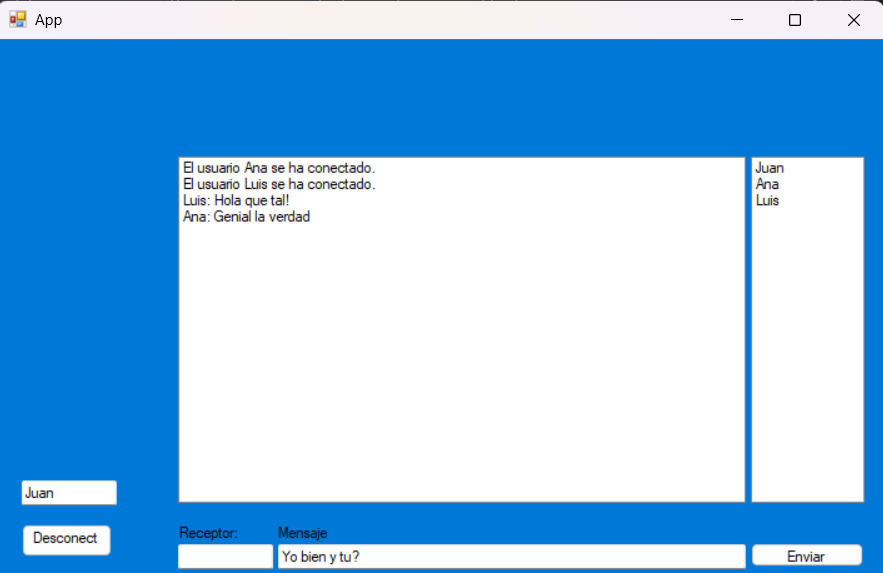 App
El usuario Ana se ha conectado.
El usuario Luis se ha conectado.
Luis: Hola que tal!
Ana: Genial la verdad
Juan
Ana
Luis
Juan
Desconect
Receptor:
Mensaje
Yo bien y tu?
Enviar